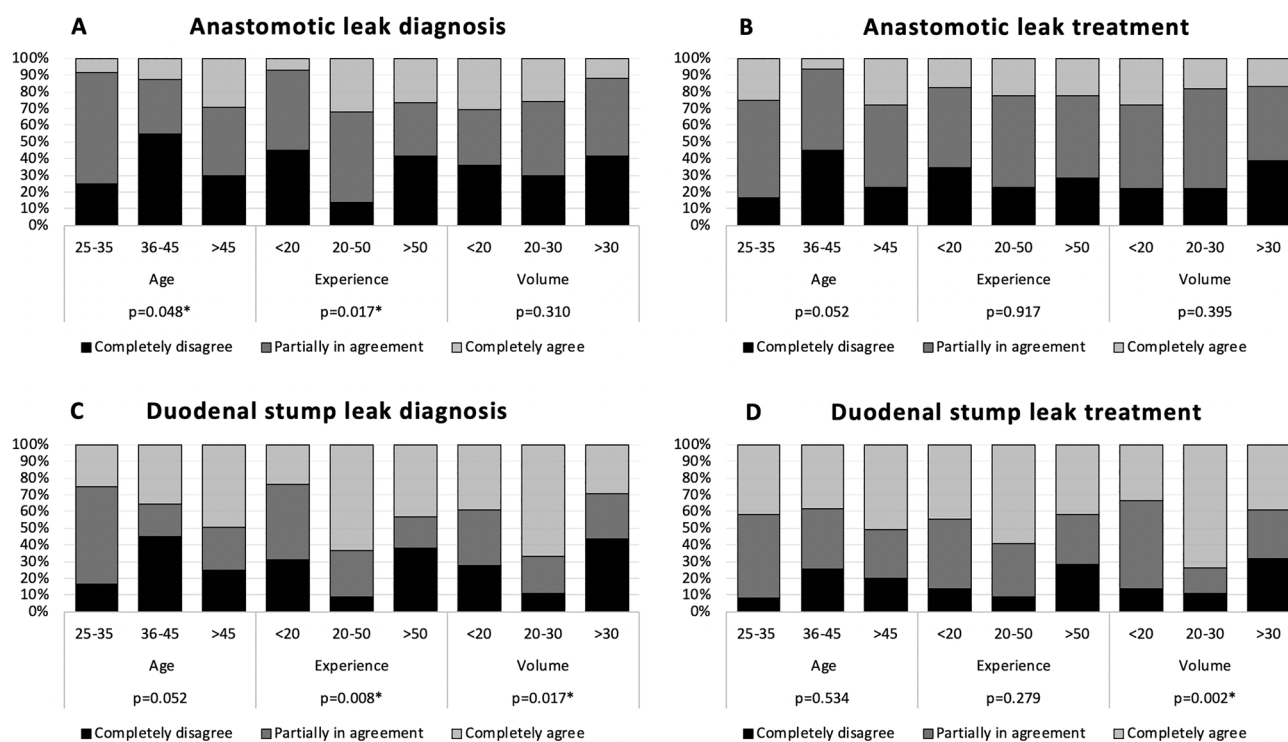 A Anastomotic leak diagnosis
100%
90%
80%
70%
60%
50%
40%
30%
20%
10%
0%
25-35 36-45 >45 <20 20-50 >50 <20 20-30 >30
Age Experience Volume
p=0.048* p=0.017* p=0.310
Completely disagree Partially in agreement Completely agree
B Anastomotic leak treatment
100%
90%
80%
70%
60%
50%
40%
30%
20%
10%
0%
25-35 36-45 >45 <20 20-50 >50 <20 20-30 >30
Age Experience Volume
p=0.052 p=0.917 p=0.395
Completely disagree Partially in agreement Completely agree
C Duodenal stump leak diagnosis
100%
90%
80%
70%
60%
50%
40%
30%
20%
10%
0%
25-35 36-45 >45 <20 20-50 >50 <20 20-30 >30
Age Experience Volume
p=0.052 p=0.008* p=0.017*
Completely disagree Partially in agreement Completely agree
D Duodenal stump leak treatment
100%
90%
80%
70%
60%
50%
40%
30%
20%
10%
0%
25-35 36-45 >45 <20 20-50 >50 <20 20-30 >30
Age Experience Volume
p=0.534 p=0.279 p=0.002*
Completely disagree Partially in agreement Completely agree